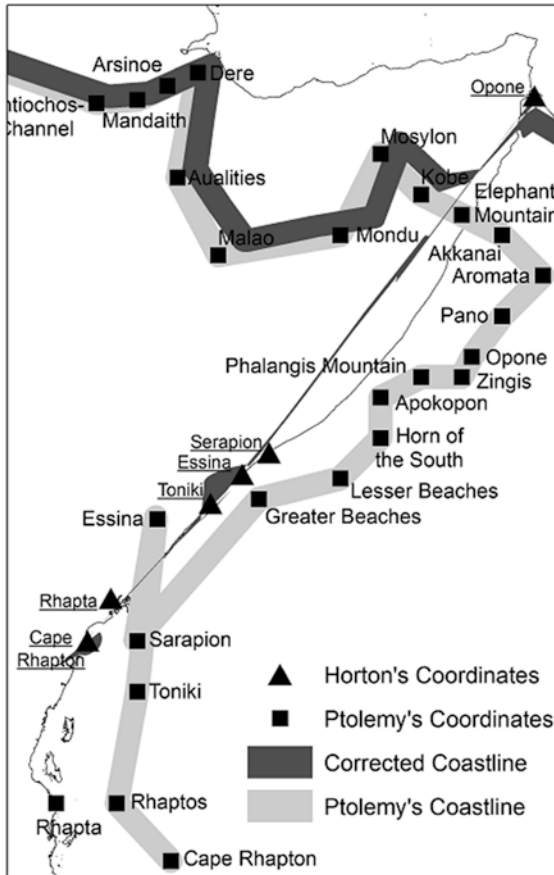 Arsinoe
Dere
ntiochos-
Channel
Mandaith
Opone
Mosylon
Kobe
Aualities
Elephant
Mountain
Malao
Mondu
Akkanai
Aromata
Pano
Phalangis Mountain
Opone
Zingis
Apokopon
Serapion
Horn of
the South
Essina
Toniki
Lesser Beaches
Greater Beaches
Essina
Rhapta
Cape
Rhapton
Sarapion
Toniki
Horton's Coordinates
Ptolemy's Coordinates
Corrected Coastline
Ptolemy's Coastline
Rhapta
Rhaptos
Cape Rhapton